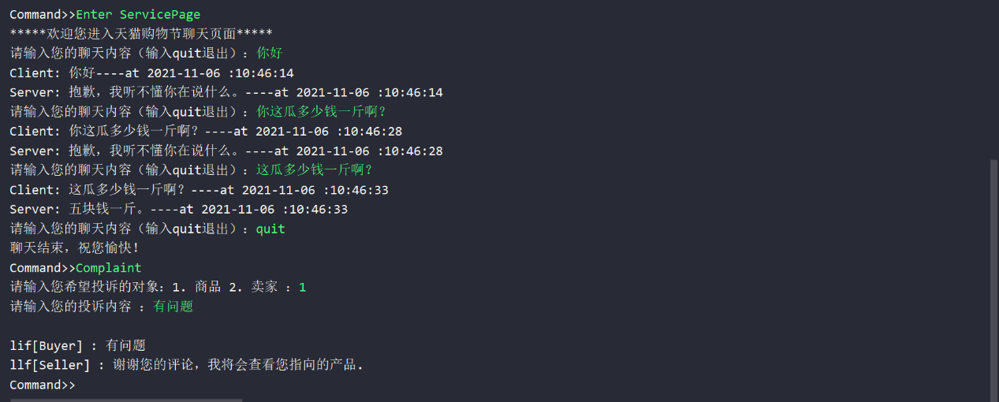 Command>>Enter ServicePage
*****欢迎您进入天猫购物节聊天页面*****
请输入您的聊天内容（输入quit退出）：你好
Client: 你好----at 2021-11-06 :10:46:14
Server: 抱歉，我听不懂你在说什么。----at 2021-11-06 :10:46:14
请输入您的聊天内容（输入quit退出）：你这瓜多少钱一斤啊？
Client: 你这瓜多少钱一斤啊？----at 2021-11-06 :10:46:28
Server: 抱歉，我听不懂你在说什么。----at 2021-11-06 :10:46:28
请输入您的聊天内容（输入quit退出）：这瓜多少钱一斤啊？
Client: 这瓜多少钱一斤啊？----at 2021-11-06 :10:46:33
Server: 五块钱一斤。----at 2021-11-06 :10:46:33
请输入您的聊天内容（输入quit退出）：quit
聊天结束，祝您愉快！
Command>>Complaint
请输入您希望投诉的对象：1. 商品 2. 卖家 ：1
请输入您的投诉内容 ：有问题
lif[Buyer] : 有问题
llf[Seller] : 谢谢您的评论，我将会查看您指向的产品.
Command>>